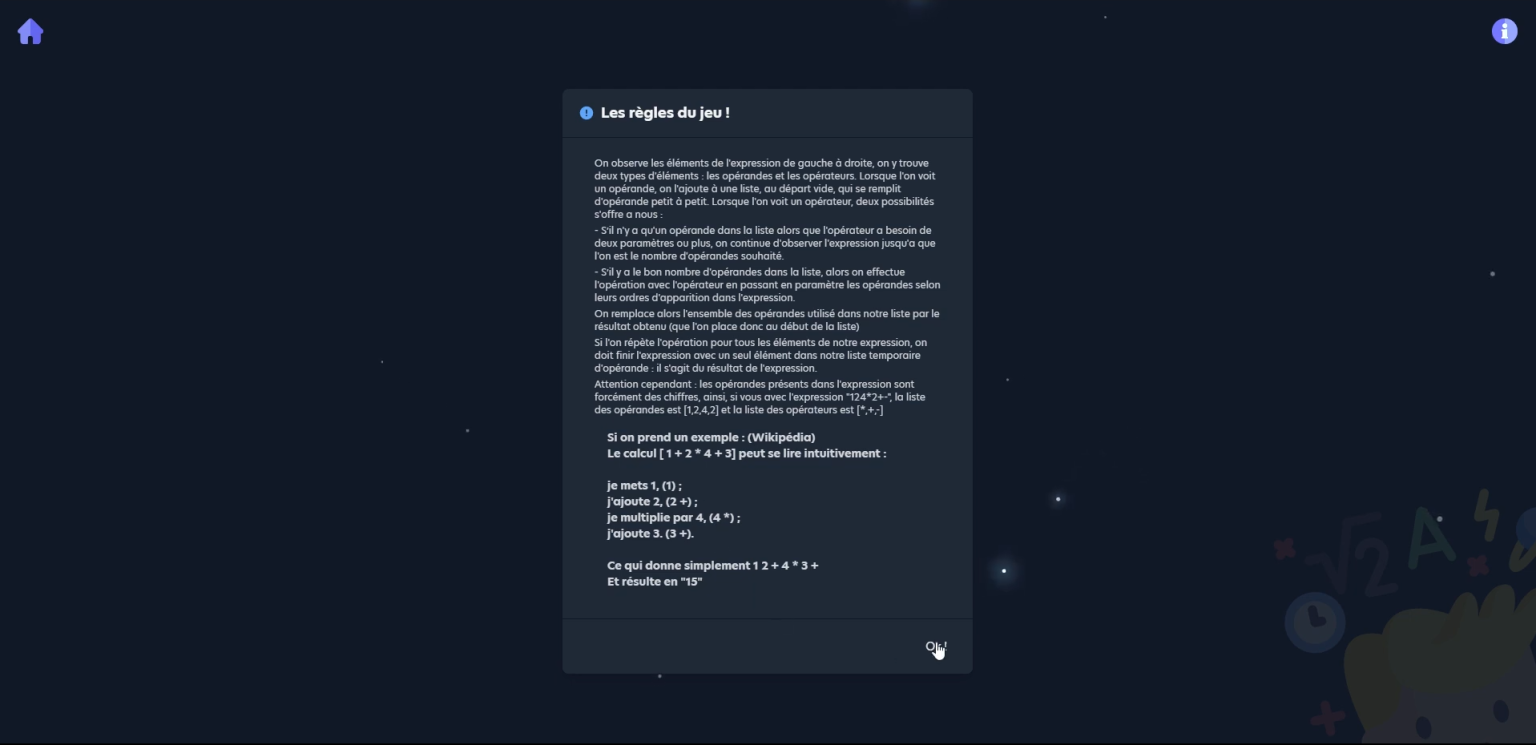 Les règles du jeu !
On observe les éléments de l'expression de gauche à droite, on y trouve
deux types d'éléments : les opérandes et les opérateurs. Lorsque l'on voit
un opérande, on l'ajoute à une liste, au départ vide, qui se remplit
d'opérande petit à petit. Lorsque l'on voit un opérateur, deux possibilités
s'offre a nous :
- S'il n'y a qu'un opérande dans la liste alors que l'opérateur a besoin de
deux paramètres ou plus, on continue d'observer l'expression jusqu'a que
l'on est le nombre d'opérandes souhaité.
- S'il y a le bon nombre d'opérandes dans la liste, alors on effectue
l'opération avec l'opérateur en passant en paramètre les opérandes selon
leurs ordres d'apparition dans l'expression.
On remplace alors l'ensemble des opérandes utilisé dans notre liste par le
résultat obtenu (que l'on place donc au début de la liste)
Si l'on répète l'opération pour tous les éléments de notre expression, on
doit finir l'expression avec un seul élément dans notre liste temporaire
d'opérande : il s'agit du résultat de l'expression.
Attention cependant : les opérandes présents dans l'expression sont
forcément des chiffres, ainsi, si vous avec l'expression "124*2+-", la liste
des opérandes est [1,2,4,2] et la liste des opérateurs est [*,+,-]
Si on prend un exemple : (Wikipédia)
Le calcul [ 1 + 2 * 4 + 3] peut se lire intuitivement :
je mets 1, (1) ;
j'ajoute 2, (2 +) ;
je multiplie par 4, (4 *) ;
j'ajoute 3. (3 +).
Ce qui donne simplement 1 2 + 4 * 3 +
Et résulte en "15"
√2 A